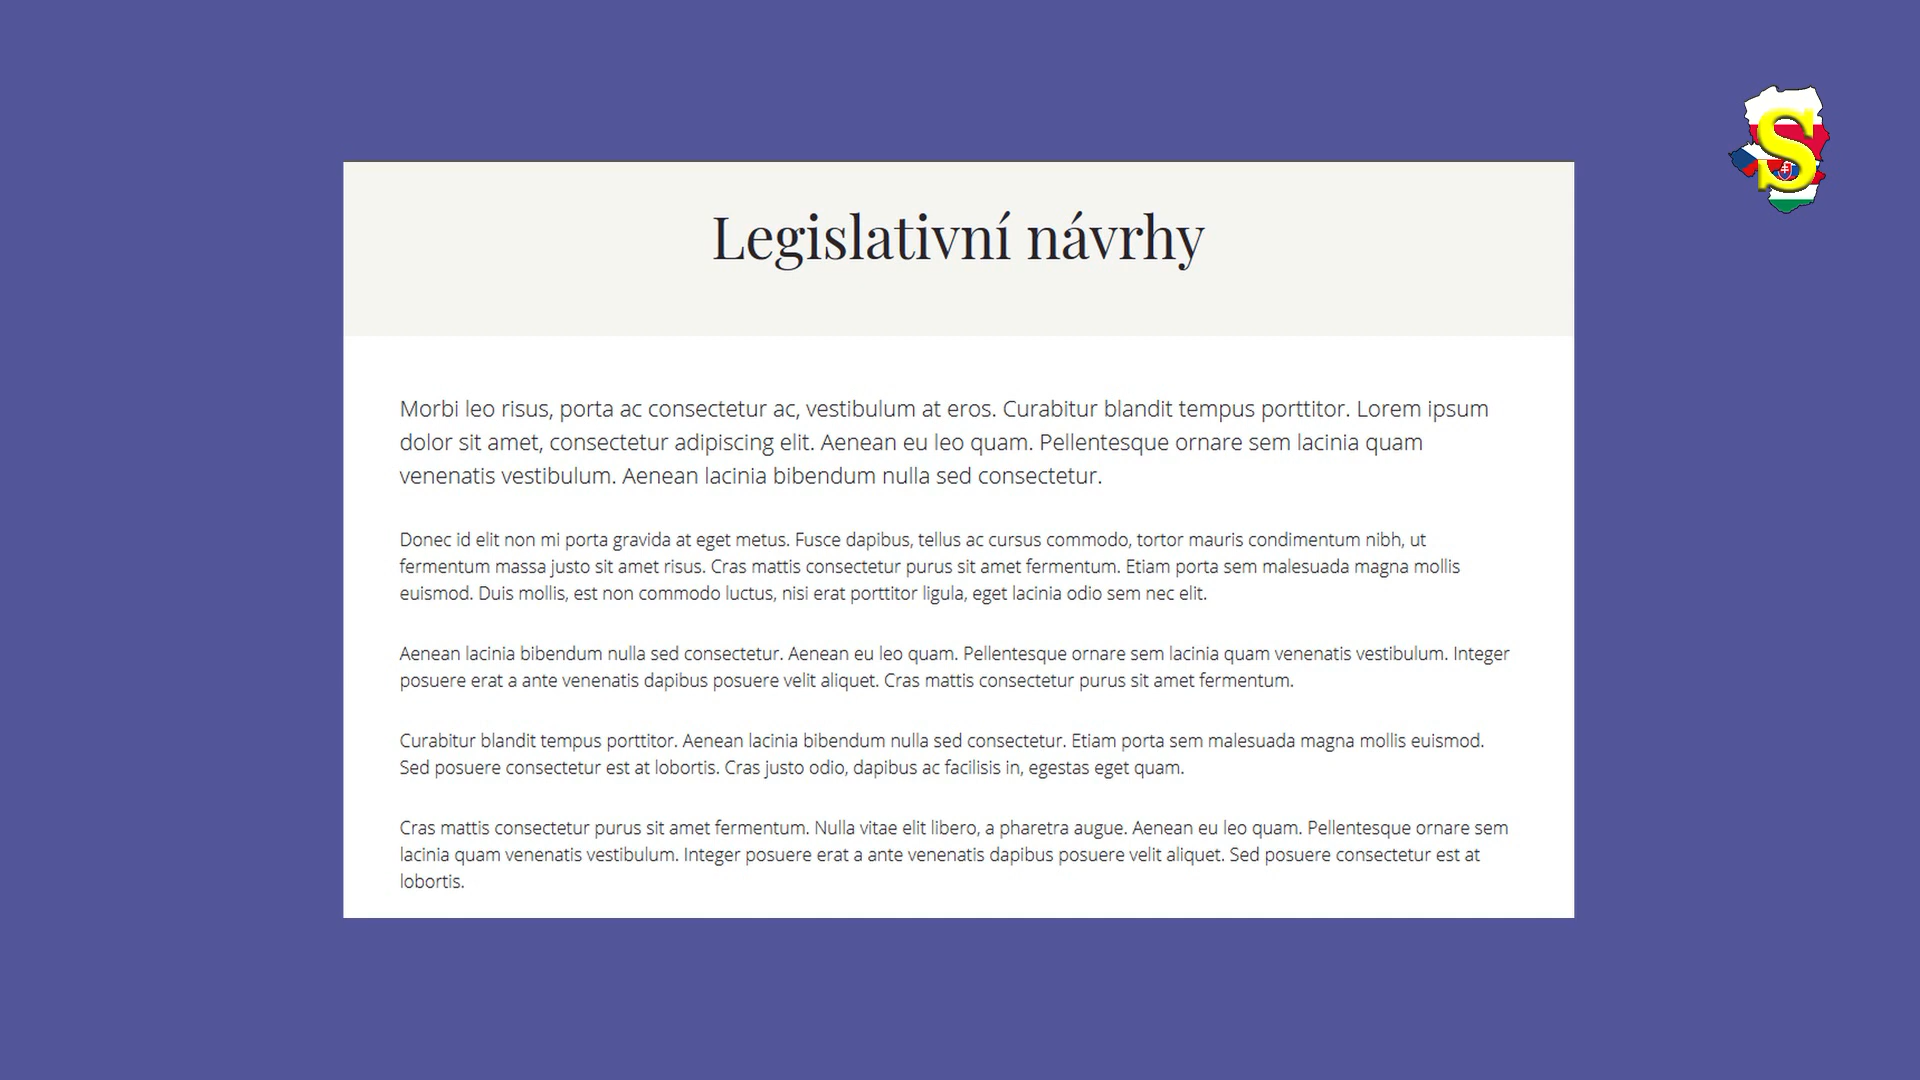 S
Legislativní návrhy
Morbi leo risus, porta ac consectetur ac, vestibulum at eros. Curabitur blandit tempus porttitor. Lorem ipsum
dolor sit amet, consectetur adipiscing elit. Aenean eu leo quam. Pellentesque ornare sem lacinia quam
venenatis vestibulum. Aenean lacinia bibendum nulla sed consectetur.
Donec id elit non mi porta gravida at eget metus. Fusce dapibus, tellus ac cursus commodo, tortor mauris condimentum nibh, ut
fermentum massa justo sit amet risus. Cras mattis consectetur purus sit amet fermentum. Etiam porta sem malesuada magna mollis
euismod. Duis mollis, est non commodo luctus, nisi erat porttitor ligula, eget lacinia odio sem nec elit.
Aenean lacinia bibendum nulla sed consectetur. Aenean eu leo quam. Pellentesque ornare sem lacinia quam venenatis vestibulum. Integer
posuere erat a ante venenatis dapibus posuere velit aliquet. Cras mattis consectetur purus sit amet fermentum.
Curabitur blandit tempus porttitor. Aenean lacinia bibendum nulla sed consectetur. Etiam porta sem malesuada magna mollis euismod.
Sed posuere consectetur est at lobortis. Cras justo odio, dapibus ac facilisis in, egestas eget quam.
Cras mattis consectetur purus sit amet fermentum. Nulla vitae elit libero, a pharetra augue. Aenean eu leo quam. Pellentesque ornare sem
lacinia quam venenatis vestibulum. Integer posuere erat a ante venenatis dapibus posuere velit aliquet. Sed posuere consectetur est at
lobortis.